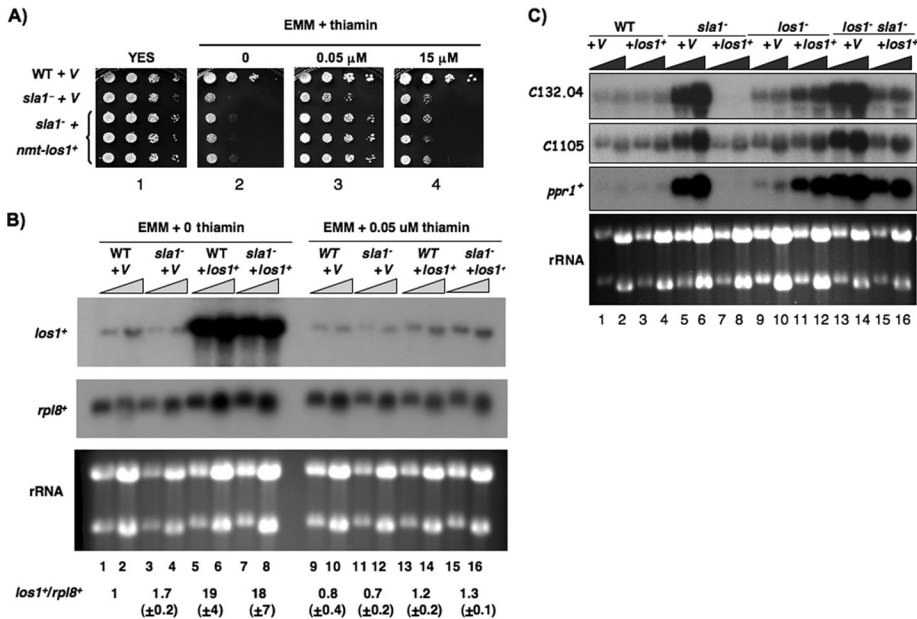 A)
EMM + thiamin
YES 0 0.05 µM 15 µM
WT + V
sla1⁻ + V
sla1⁻ +
nmt-los1⁺
1 2 3 4
B)
EMM + 0 thiamin EMM + 0.05 uM thiamin
WT sla1⁻ WT sla1⁻ WT sla1⁻ WT sla1⁻
+V +V +los1⁺ +los1⁺ +V +V +los1⁺ +los1⁺
los1⁺
rpl8⁺
rRNA
1 2 3 4 5 6 7 8 9 10 11 12 13 14 15 16
los1⁺/rpl8⁺ 1 1.7 19 18 0.8 0.7 1.2 1.3
(±0.2) (±4) (±7) (±0.4) (±0.2) (±0.2) (±0.1)
C)
WT sla1⁻ los1⁻ los1⁻ sla1⁻
+V +los1⁺ +V +los1⁺ +V +los1⁺ +V +los1⁺
C132.04
C1105
ppr1⁺
rRNA
1 2 3 4 5 6 7 8 9 10 11 12 13 14 15 16